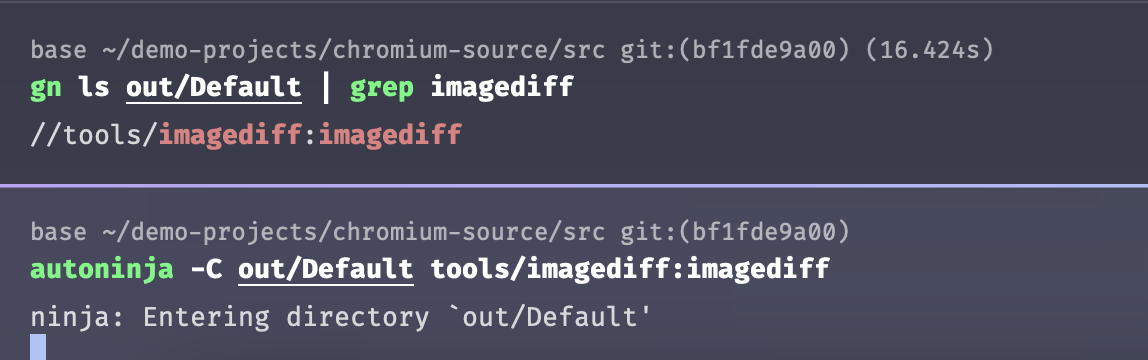 base ~/demo-projects/chromium-source/src git:(bf1fde9a00) (16.424s)
gn ls out/Default | grep imagediff
//tools/imagediff:imagediff
base ~/demo-projects/chromium-source/src git:(bf1fde9a00)
autoninja -C out/Default tools/imagediff:imagediff
ninja: Entering directory `out/Default'